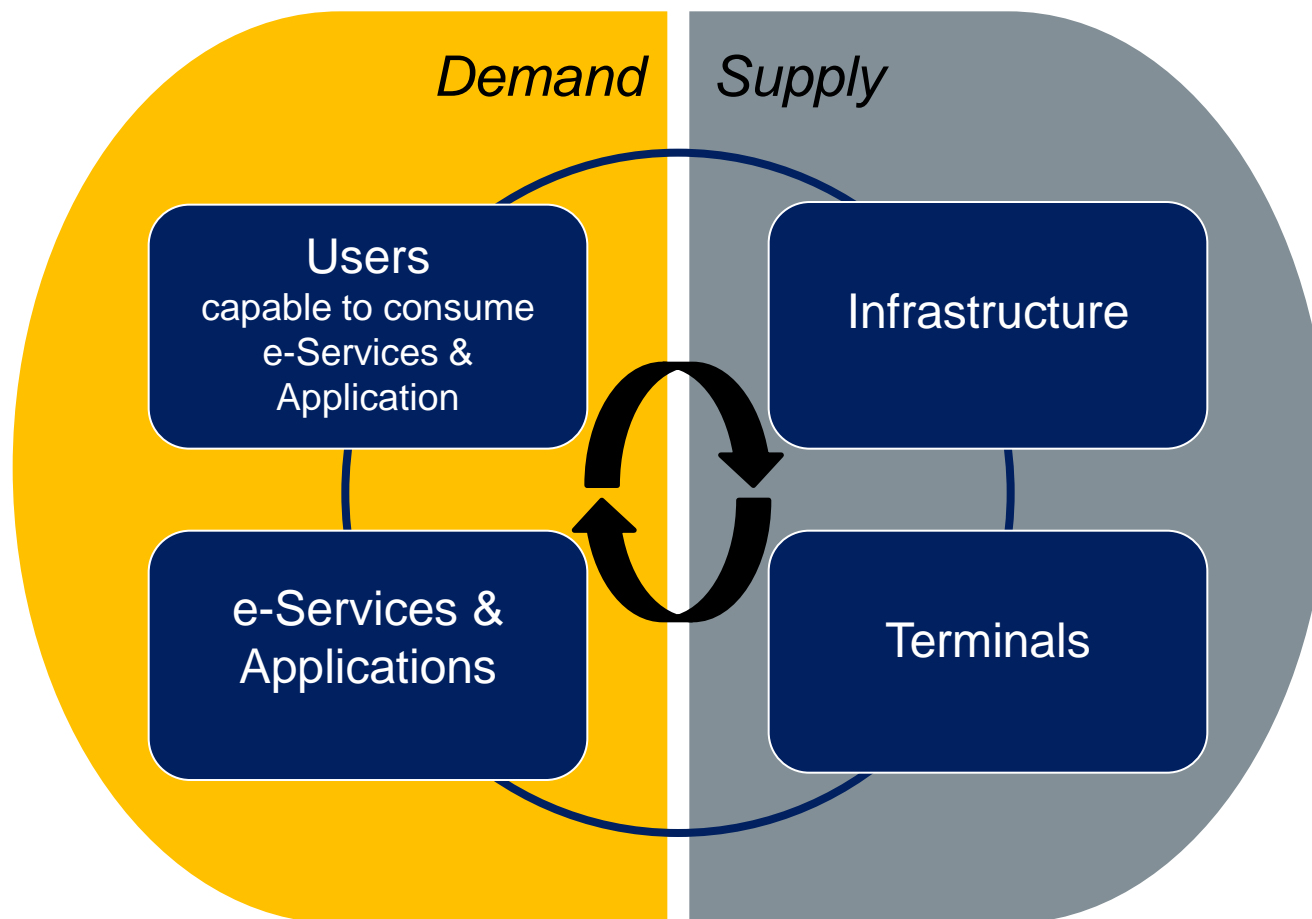 Demand
Supply
Users
capable to consume
e-Services &
Application
Infrastructure
e-Services &
Applications
Terminals